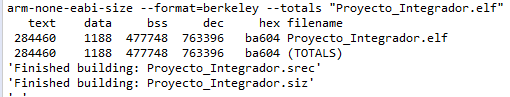 arm-none-eabi-size --format=berkeley --totals "Proyecto_Integrador.elf"
text data bss dec hex filename
284460 1188 477748 763396 ba604 Proyecto_Integrador.elf
284460 1188 477748 763396 ba604 (TOTALS)
'Finished building: Proyecto_Integrador.srec'
'Finished building: Proyecto_Integrador.siz'